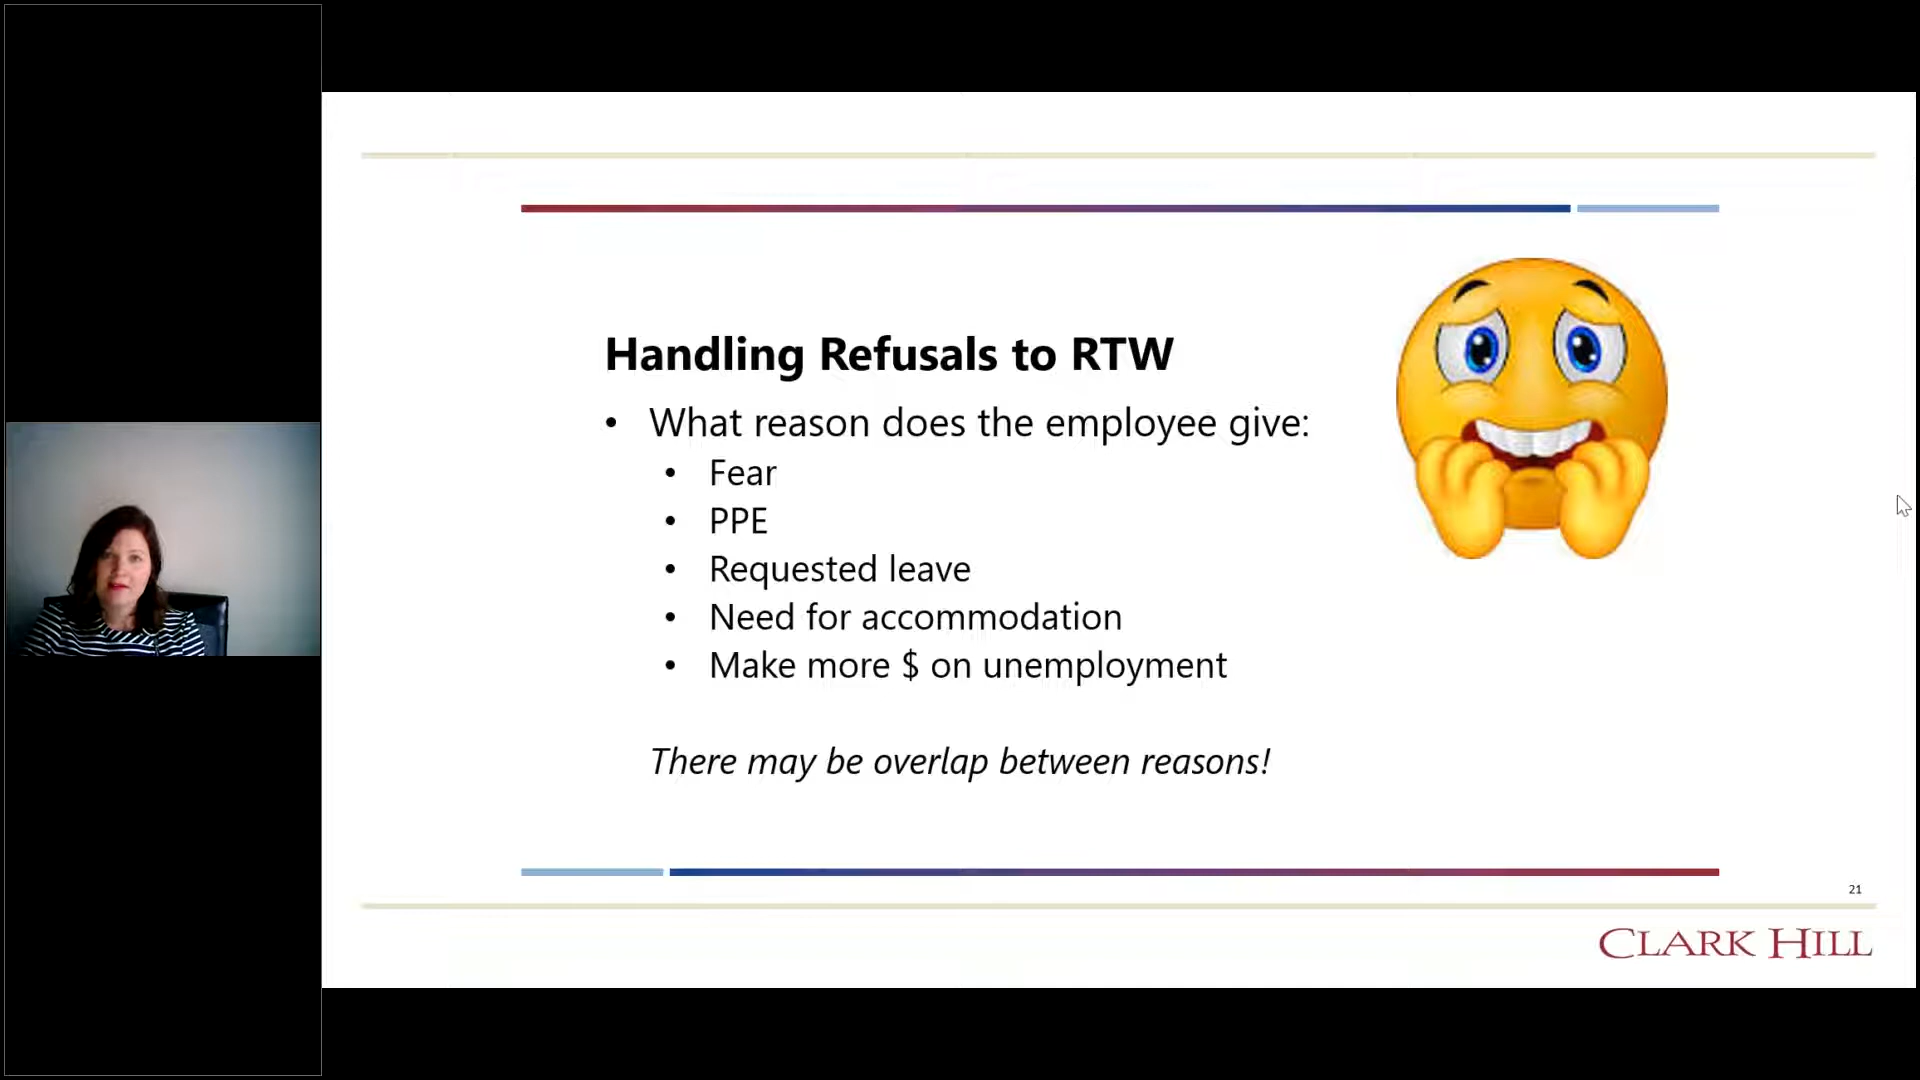 Handling Refusals to RTW
• What reason does the employee give:
• Fear
• PPE
• Requested leave
• Need for accommodation
• Make more $ on unemployment
There may be overlap between reasons!
21
CLARK HILL